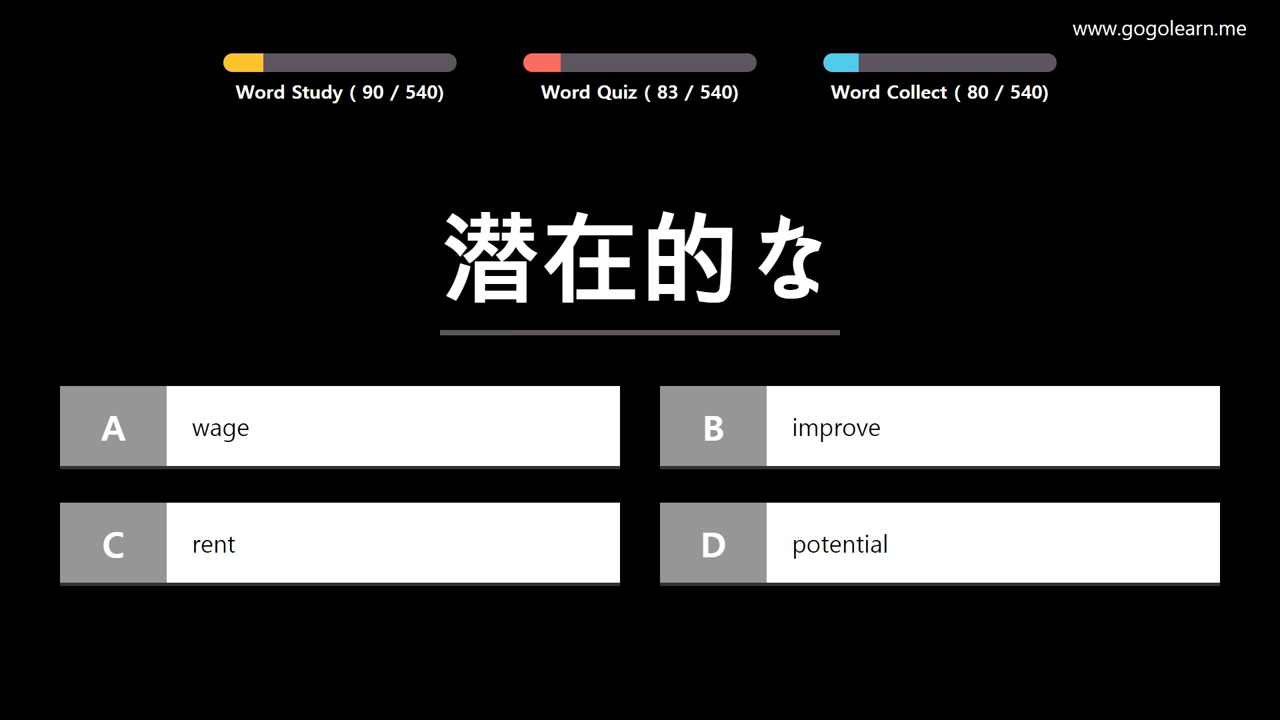 www.gogolearn.me
Word Study ( 90 / 540)
Word Quiz ( 83 / 540)
Word Collect ( 80 / 540)
潜在的な
A wage
B improve
C rent
D potential